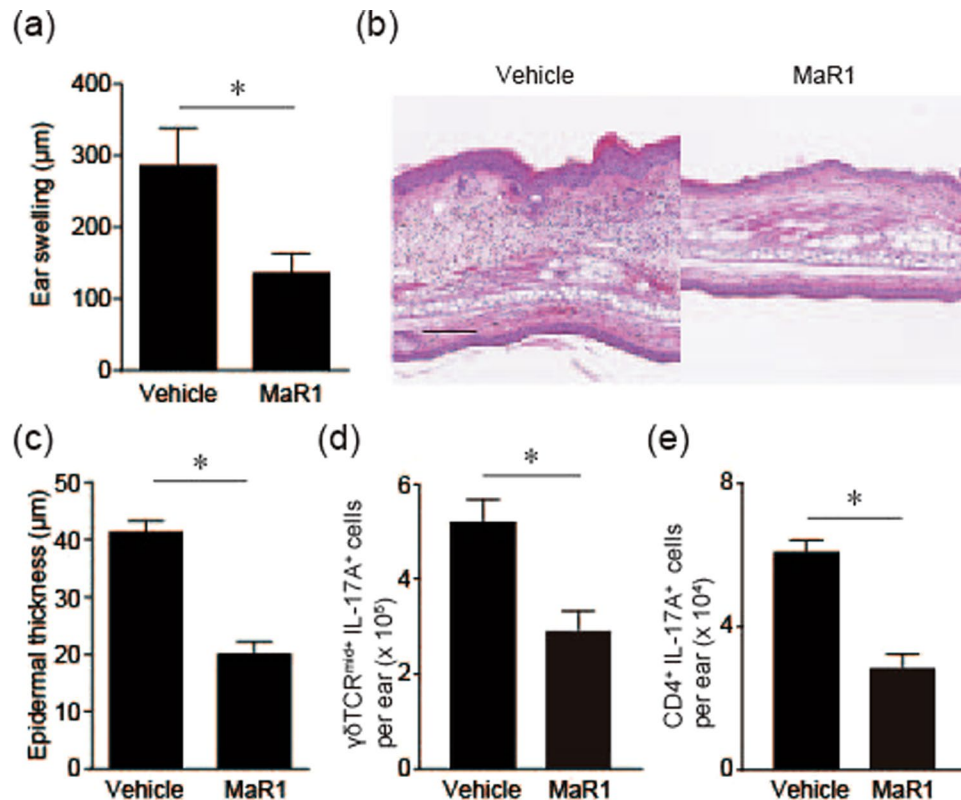 (a)
400
300
200
100
0
Ear swelling (μm)
*
Vehicle MaR1
(b)
Vehicle MaR1
(c)
50
40
30
20
10
0
Epidermal thickness (μm)
*
Vehicle MaR1
(d)
6
4
2
0
γδTCRmid+ IL-17A+ cells
per ear (x 10⁵)
*
Vehicle MaR1
(e)
8
4
0
CD4⁺ IL-17A⁺ cells
per ear (x 10⁴)
*
Vehicle MaR1